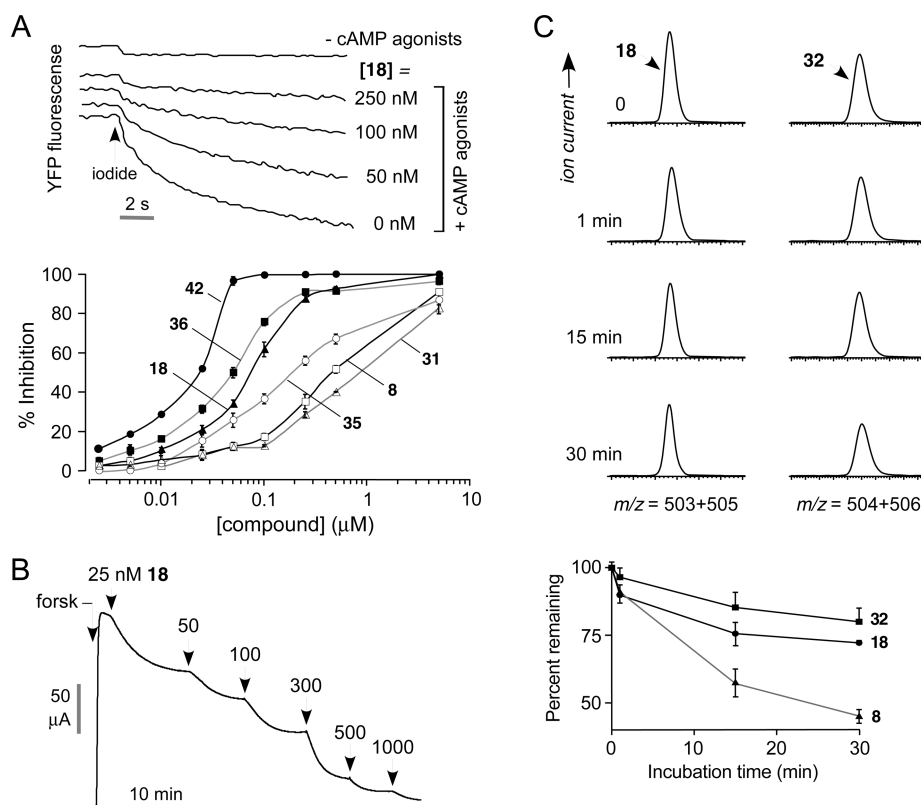 A
- cAMP agonists
[18] =
250 nM
100 nM
50 nM
0 nM
+ cAMP agonists
YFP fluorescense
iodide
2 s
100
80
60
40
20
0
% Inhibition
42
36
18
31
8
35
0.01
0.1
1
10
[compound] (µM)
B
25 nM 18
forsk
50
100
300
500
1000
50
µA
10 min
C
ion current
18
32
0
1 min
15 min
30 min
m/z = 503+505
m/z = 504+506
100
75
50
Percent remaining
32
18
8
0
10
20
30
Incubation time (min)